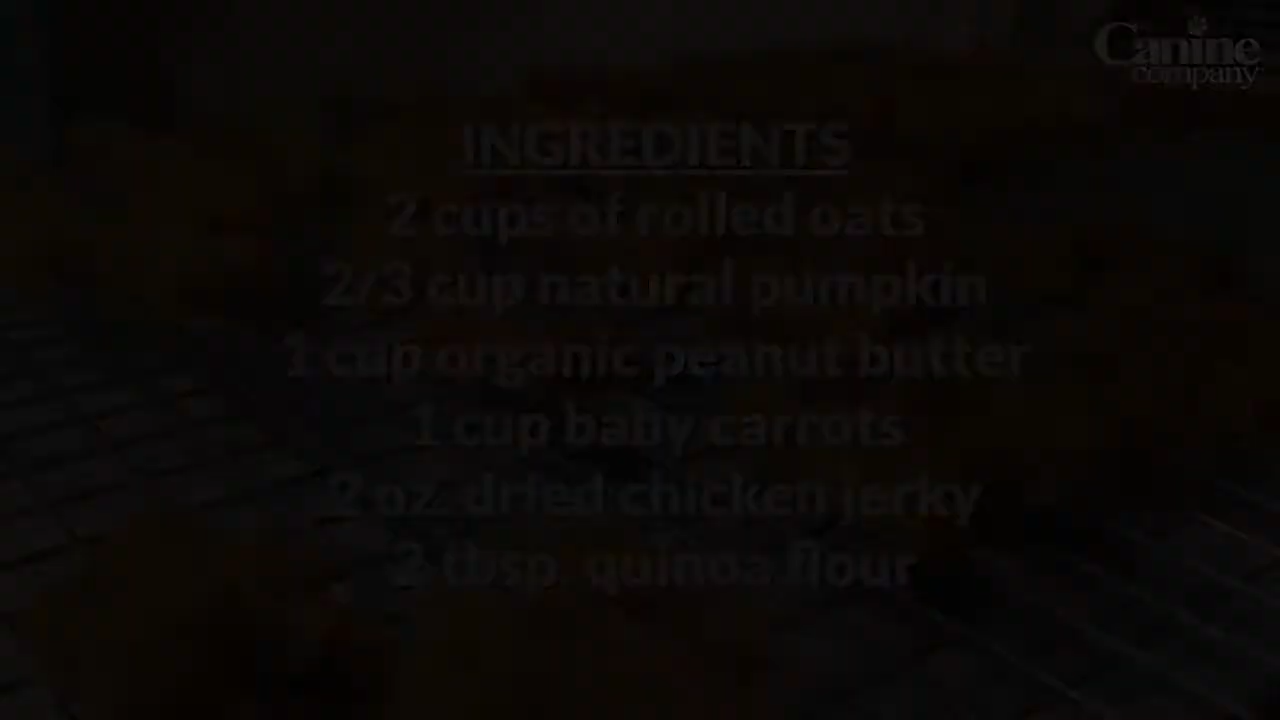 Canine
company
INGREDIENTS
2 cups of rolled oats
2/3 cup natural pumpkin
1 cup organic peanut butter
1 cup baby carrots
2 oz. dried chicken jerky
2 tbsp. quinoa flour